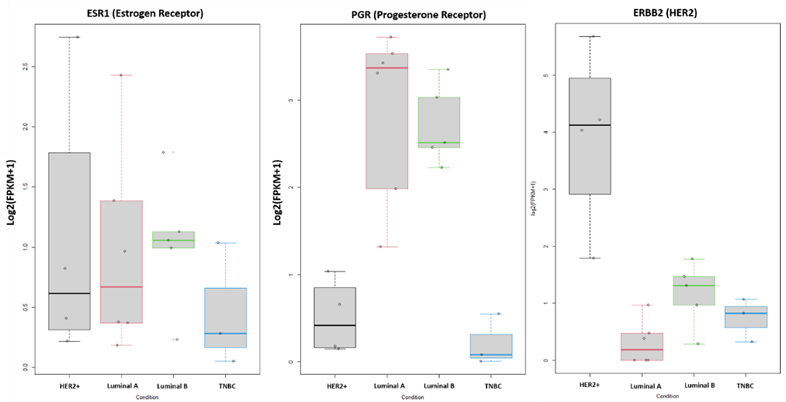 ESR1 (Estrogen Receptor)
Log2(FPKM+1)
2.5
2.0
1.5
1.0
0.5
0.0
HER2+ Luminal A Luminal B TNBC
Condition
PGR (Progesterone Receptor)
Log2(FPKM+1)
3
2
1
0
HER2+ Luminal A Luminal B TNBC
Condition
ERBB2 (HER2)
log2(FPKM+1)
6
4
2
1
0
HER2+ Luminal A Luminal B TNBC
Condition